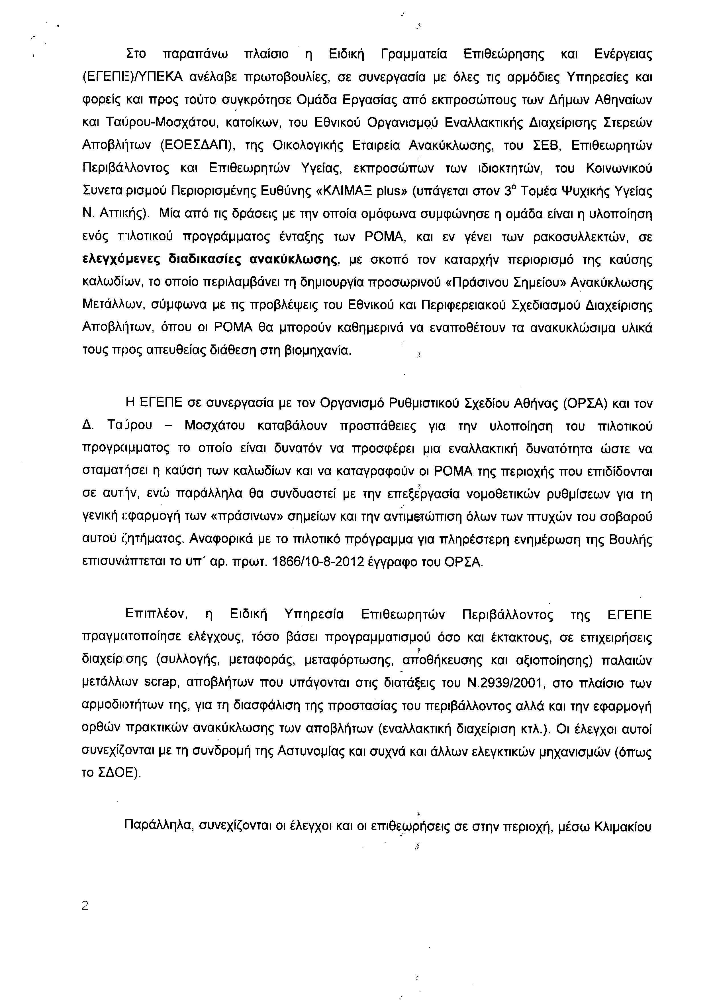 Στο παραπάνω πλαίσιο η Ειδική Γραμματεία Επιθεώρησης και Ενέργειας
(ΕΓΕΠΕ)/ΥΠΕΚΑ ανέλαβε πρωτοβουλίες, σε συνεργασία με όλες τις αρμόδιες Υπηρεσίες και
φορείς και προς τούτο συγκρότησε Ομάδα Εργασίας από εκπροσώπους των Δήμων Αθηναίων
και Ταύρου-Μοσχάτου, κατοίκων, του Εθνικού Οργανισμού Εναλλακτικής Διαχείρισης Στερεών
Αποβλήτων (ΕΟΕΣΔΑΠ), της Οικολογικής Εταιρεία Ανακύκλωσης, του ΣΕΒ, Επιθεωρητών
Περιβάλλοντος και Επιθεωρητών Υγείας, εκπροσώπων των ιδιοκτητών, του Κοινωνικού
Συνεταιρισμού Περιορισμένης Ευθύνης «ΚΛΙΜΑΞ plus» (υπάγεται στον 3ο Τομέα Ψυχικής Υγείας
Ν. Αττικής). Μία από τις δράσεις με την οποία ομόφωνα συμφώνησε η ομάδα είναι η υλοποίηση
ενός πιλοτικού προγράμματος ένταξης των ΡΟΜΑ, και εν γένει των ρακοσυλλεκτών, σε
ελεγχόμενες διαδικασίες ανακύκλωσης, με σκοπό τον καταρχήν περιορισμό της καύσης
καλωδίων, το οποίο περιλαμβάνει τη δημιουργία προσωρινού «Πράσινου Σημείου» Ανακύκλωσης
Μετάλλων, σύμφωνα με τις προβλέψεις του Εθνικού και Περιφερειακού Σχεδιασμού Διαχείρισης
Αποβλήτων, όπου οι ΡΟΜΑ θα μπορούν καθημερινά να εναποθέτουν τα ανακυκλώσιμα υλικά
τους προς απευθείας διάθεση στη βιομηχανία.
Η ΕΓΕΠΕ σε συνεργασία με τον Οργανισμό Ρυθμιστικού Σχεδίου Αθήνας (ΟΡΣΑ) και τον
Δ. Ταύρου – Μοσχάτου καταβάλουν προσπάθειες για την υλοποίηση του πιλοτικού
προγράμματος το οποίο είναι δυνατόν να προσφέρει μια εναλλακτική δυνατότητα ώστε να
σταματήσει η καύση των καλωδίων και να καταγραφούν οι ΡΟΜΑ της περιοχής που επιδίδονται
σε αυτήν, ενώ παράλληλα θα συνδυαστεί με την επεξεργασία νομοθετικών ρυθμίσεων για τη
γενική εφαρμογή των «πράσινων» σημείων και την αντιμετώπιση όλων των πτυχών του σοβαρού
αυτού ζητήματος. Αναφορικά με το πιλοτικό πρόγραμμα για πληρέστερη ενημέρωση της Βουλής
επισυνάπτεται το υπ΄ αρ. πρωτ. 1866/10-8-2012 έγγραφο του ΟΡΣΑ.
Επιπλέον, η Ειδική Υπηρεσία Επιθεωρητών Περιβάλλοντος της ΕΓΕΠΕ
πραγματοποίησε ελέγχους, τόσο βάσει προγραμματισμού όσο και έκτακτους, σε επιχειρήσεις
διαχείρισης (συλλογής, μεταφοράς, μεταφόρτωσης, αποθήκευσης και αξιοποίησης) παλαιών
μετάλλων scrap, αποβλήτων που υπάγονται στις διατάξεις του Ν.2939/2001, στο πλαίσιο των
αρμοδιοτήτων της, για τη διασφάλιση της προστασίας του περιβάλλοντος αλλά και την εφαρμογή
ορθών πρακτικών ανακύκλωσης των αποβλήτων (εναλλακτική διαχείριση κτλ.). Οι έλεγχοι αυτοί
συνεχίζονται με τη συνδρομή της Αστυνομίας και συχνά και άλλων ελεγκτικών μηχανισμών (όπως
το ΣΔΟΕ).
Παράλληλα, συνεχίζονται οι έλεγχοι και οι επιθεωρήσεις σε στην περιοχή, μέσω Κλιμακίου
2